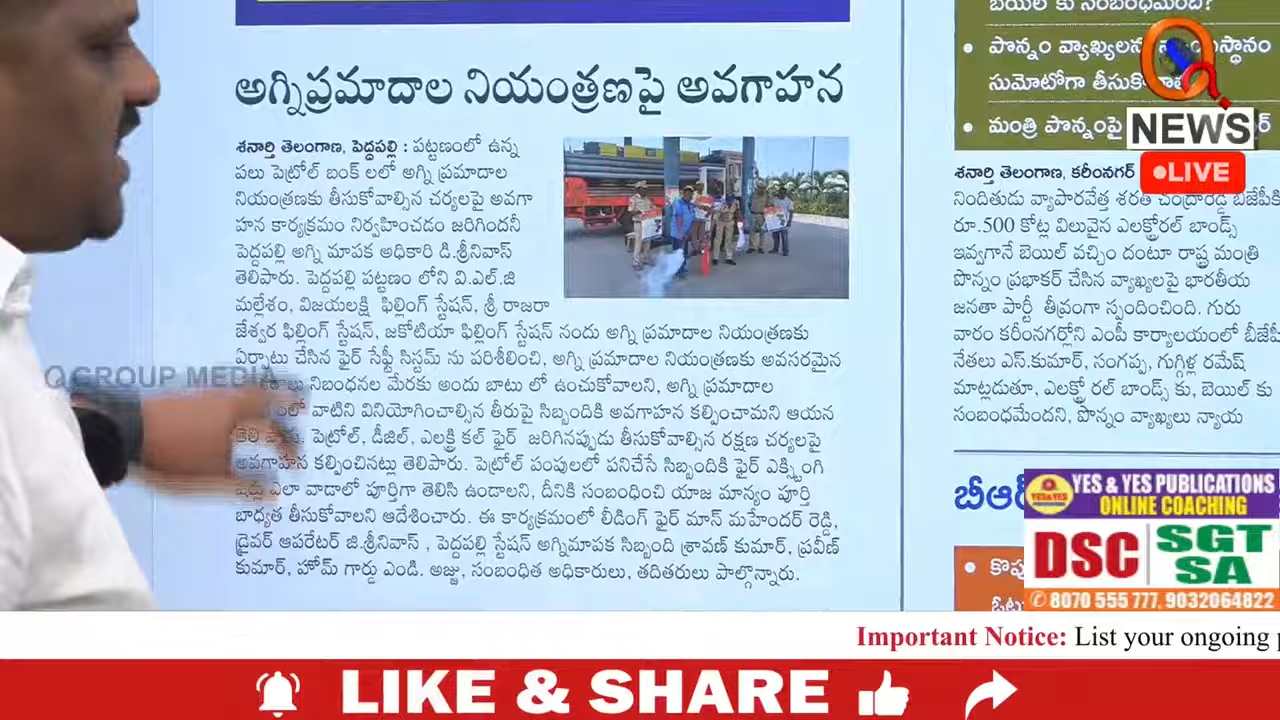 అగ్నిప్రమాదాల నియంత్రణపై అవగాహన
శనార్తి తెలంగాణ, పెద్దపల్లి : పట్టణంలో ఉన్న
పలు పెట్రోల్ బంక్ లలో అగ్ని ప్రమాదాల
నియంత్రణకు తీసుకోవాల్సిన చర్యలపై అవగా
హన కార్యక్రమం నిర్వహించడం జరిగిందనీ
పెద్దపల్లి అగ్ని మాపక అధికారి డి.శ్రీనివాస్
తెలిపారు. పెద్దపల్లి పట్టణం లోని వి.ఎల్.జి
మల్లేశం, విజయలక్షి ఫిల్లింగ్ స్టేషన్, శ్రీ రాజరా
జేశ్వర ఫిల్లింగ్ స్టేషన్, జకోటియా ఫిల్లింగ్ స్టేషన్ నందు అగ్ని ప్రమాదాల నియంత్రణకు
ఏర్పాటు చేసిన ఫైర్ సేఫ్టీ సిస్టమ్ ను పరిశీలించి, అగ్ని ప్రమాదాల నియంత్రణకు అవసరమైన
నిబంధనల మేరకు అందు బాటు లో ఉంచుకోవాలని, అగ్ని ప్రమాదాల
వాటిని వినియోగించాల్సిన తీరుపై సిబ్బందికి అవగాహన కల్పించామని ఆయన
పెట్రోల్, డీజిల్, ఎలక్ట్రి కల్ ఫైర్ జరిగినప్పుడు తీసుకోవాల్సిన రక్షణ చర్యలపై
అవగాహన కల్పించినట్లు తెలిపారు. పెట్రోల్ పంపులలో పనిచేసే సిబ్బందికి ఫైర్ ఎక్స్టింగి
ఎలా వాడాలో పూర్తిగా తెలిసి ఉండాలని, దీనికి సంబంధించి యాజ మాన్యం పూర్తి
బాధ్యత తీసుకోవాలని ఆదేశించారు. ఈ కార్యక్రమంలో లీడింగ్ ఫైర్ మాన్ మహేందర్ రెడ్డి,
డ్రైవర్ ఆపరేటర్ జి.శ్రీనివాస్ , పెద్దపల్లి స్టేషన్ అగ్నిమాపక సిబ్బంది శ్రావణ్ కుమార్, ప్రవీణ్
కుమార్, హోమ్ గార్డు ఎండి. అజ్జు, సంబంధిత అధికారులు, తదితరులు పాల్గొన్నారు.
బెయిల్ కు సంబంధమేంది?
• పొన్నం వ్యాఖ్యలను
సుమోటోగా
• మంత్రి పొన్నంపై
శనార్తి తెలంగాణ, కరీంనగర్
నిందితుడు వ్యాపారవేత్త శరత్ చంద్రారెడ్డి బీజేపీకి
రూ.500 కోట్ల విలువైన ఎలక్టోరల్ బాండ్స్
ఇవ్వగానే బెయిల్ వచ్చిం దంటూ రాష్ట్ర మంత్రి
పొన్నం ప్రభాకర్ చేసిన వ్యాఖ్యలపై భారతీయ
జనతా పార్టీ తీవ్రంగా స్పందించింది. గురు
వారం కరీంనగర్లోని ఎంపీ కార్యాలయంలో బీజేపీ
నేతలు ఎస్.కుమార్, సంగప్ప, గుగ్గిళ్ల రమేష్
మాట్లడుతూ, ఎలక్టో రల్ బాండ్స్ కు, బెయిల్ కు
సంబంధమేందని, పొన్నం వ్యాఖ్యలు న్యాయ
Q GROUP MEDIA
NEWS
LIVE
YES & YES PUBLICATIONS
ONLINE COACHING
YES&YES
DSC SGT
SA
8070 555 777, 9032064822
Important Notice: List your ongoing
LIKE & SHARE